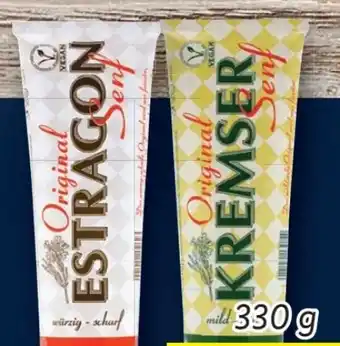 VEGAN
Original
ESTRAGON
Senf
würzig - scharf
VEGAN
Original
KREMSER
Senf
mild
330 g